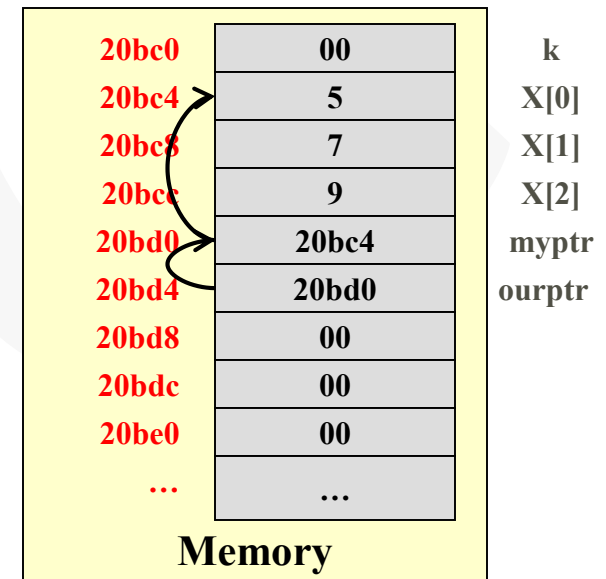 20bc0 00 k
20bc4 5 X[0]
20bc8 7 X[1]
20bcc 9 X[2]
20bd0 20bc4 myptr
20bd4 20bd0 ourptr
20bd8 00
20bdc 00
20be0 00
… …
Memory